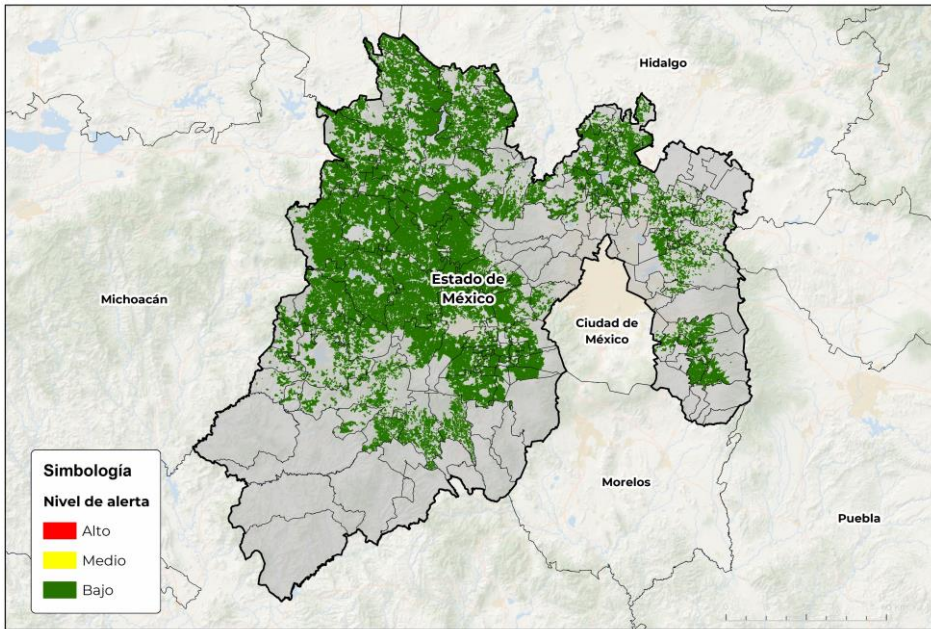 Hidalgo
Michoacán
Estado de
México
Ciudad de
México
Morelos
Puebla
Simbología
Nivel de alerta
Alto
Medio
Bajo